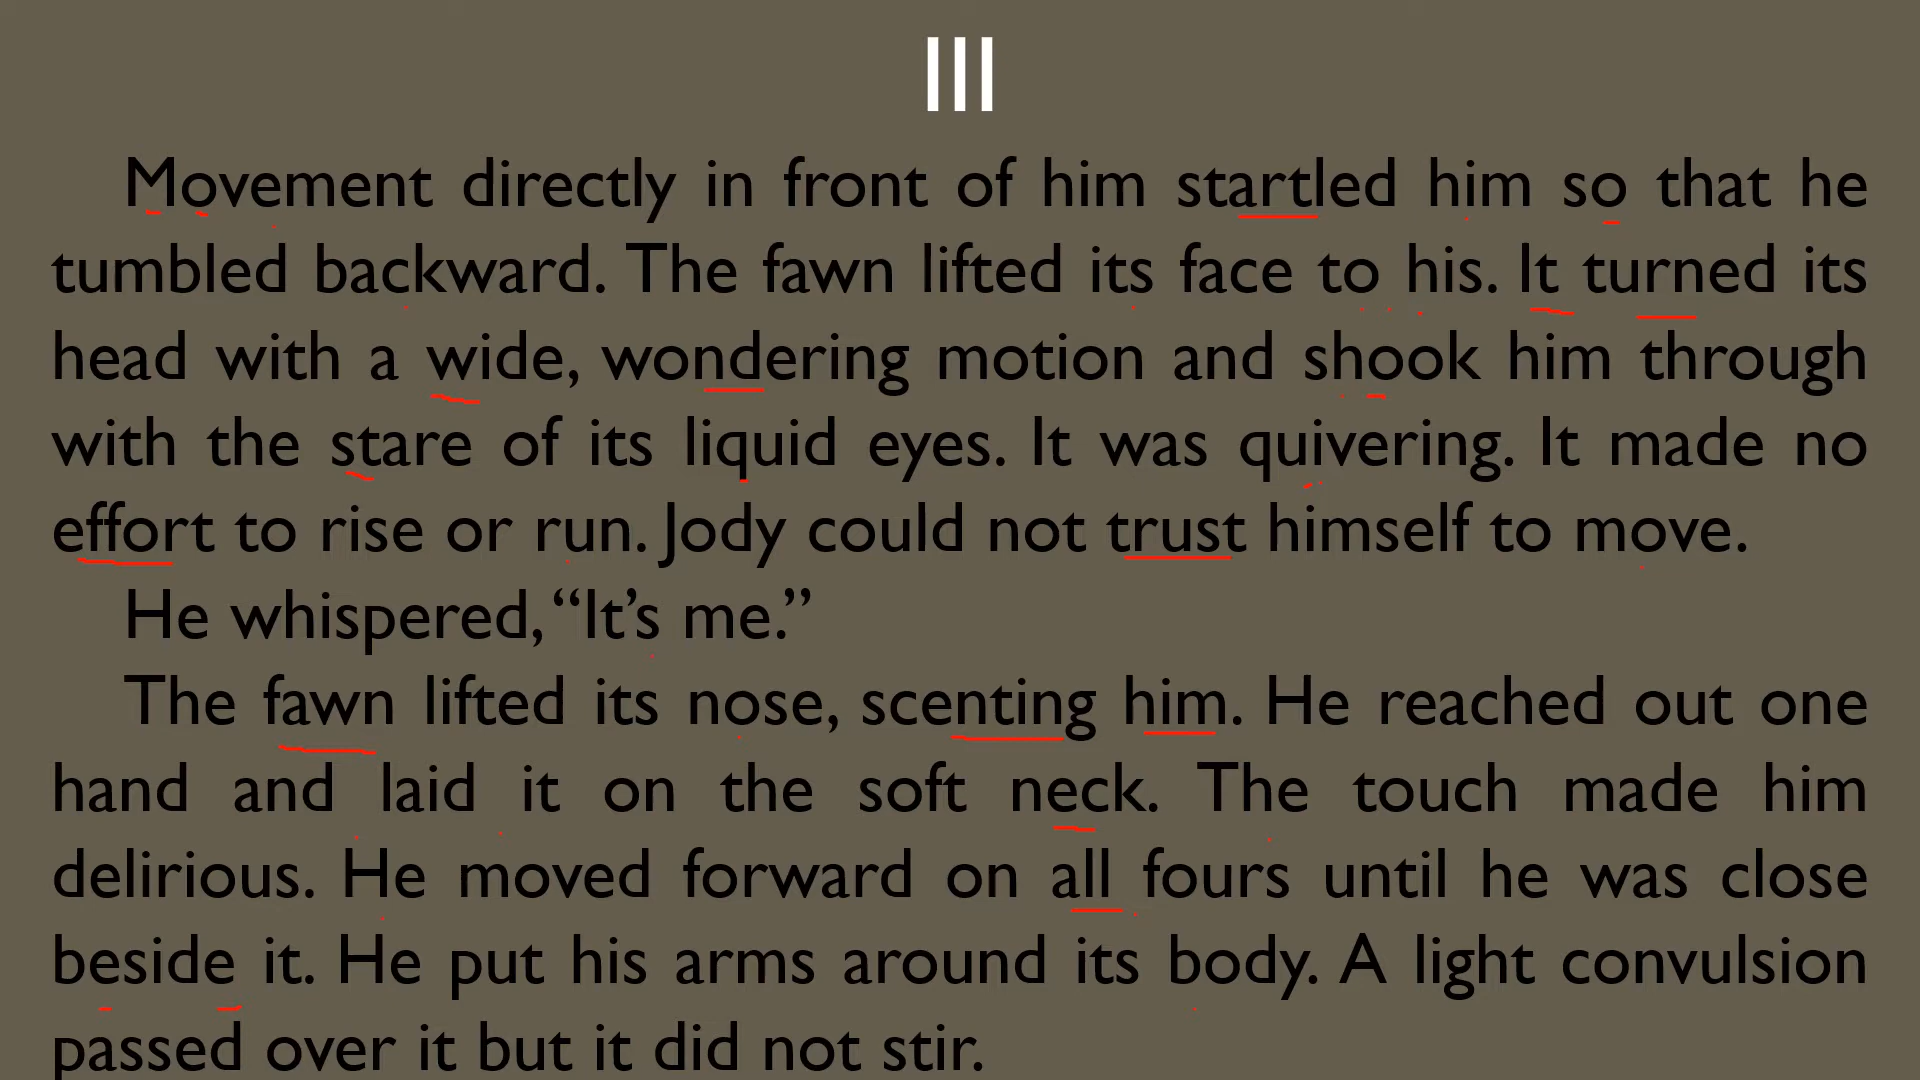 III
Movement directly in front of him startled him so that he
tumbled backward. The fawn lifted its face to his. It turned its
head with a wide, wondering motion and shook him through
with the stare of its liquid eyes. It was quivering. It made no
effort to rise or run. Jody could not trust himself to move.
He whispered, “It’s me.”
The fawn lifted its nose, scenting him. He reached out one
hand and laid it on the soft neck. The touch made him
delirious. He moved forward on all fours until he was close
beside it. He put his arms around its body. A light convulsion
passed over it but it did not stir.